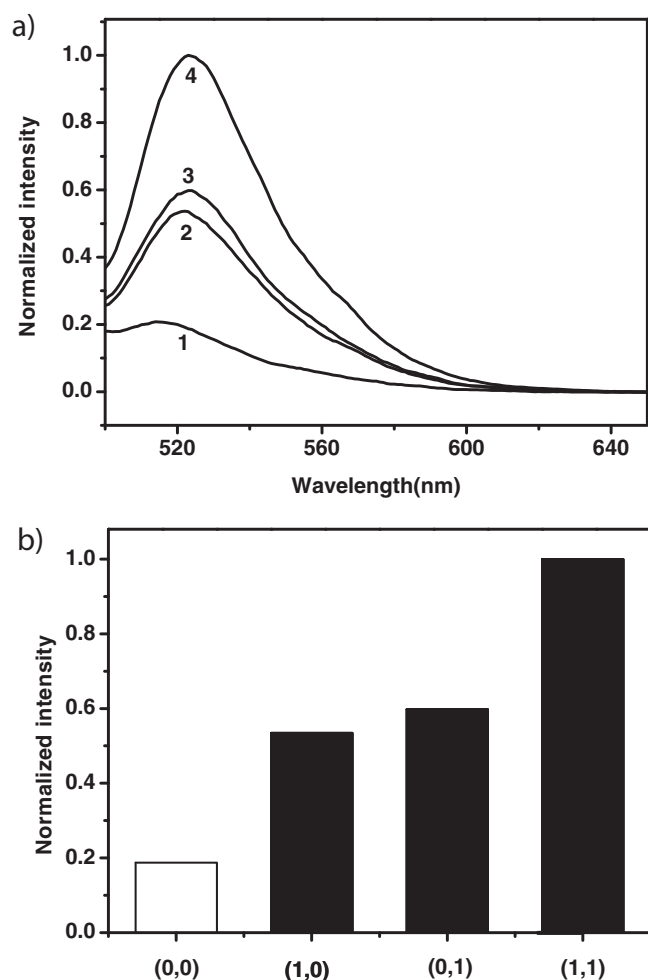 a)
1.0
0.8
0.6
0.4
0.2
0.0
Normalized intensity
4
3
2
1
520 560 600 640
Wavelength(nm)
b)
1.0
0.8
0.6
0.4
0.2
0.0
Normalized intensity
(0,0) (1,0) (0,1) (1,1)